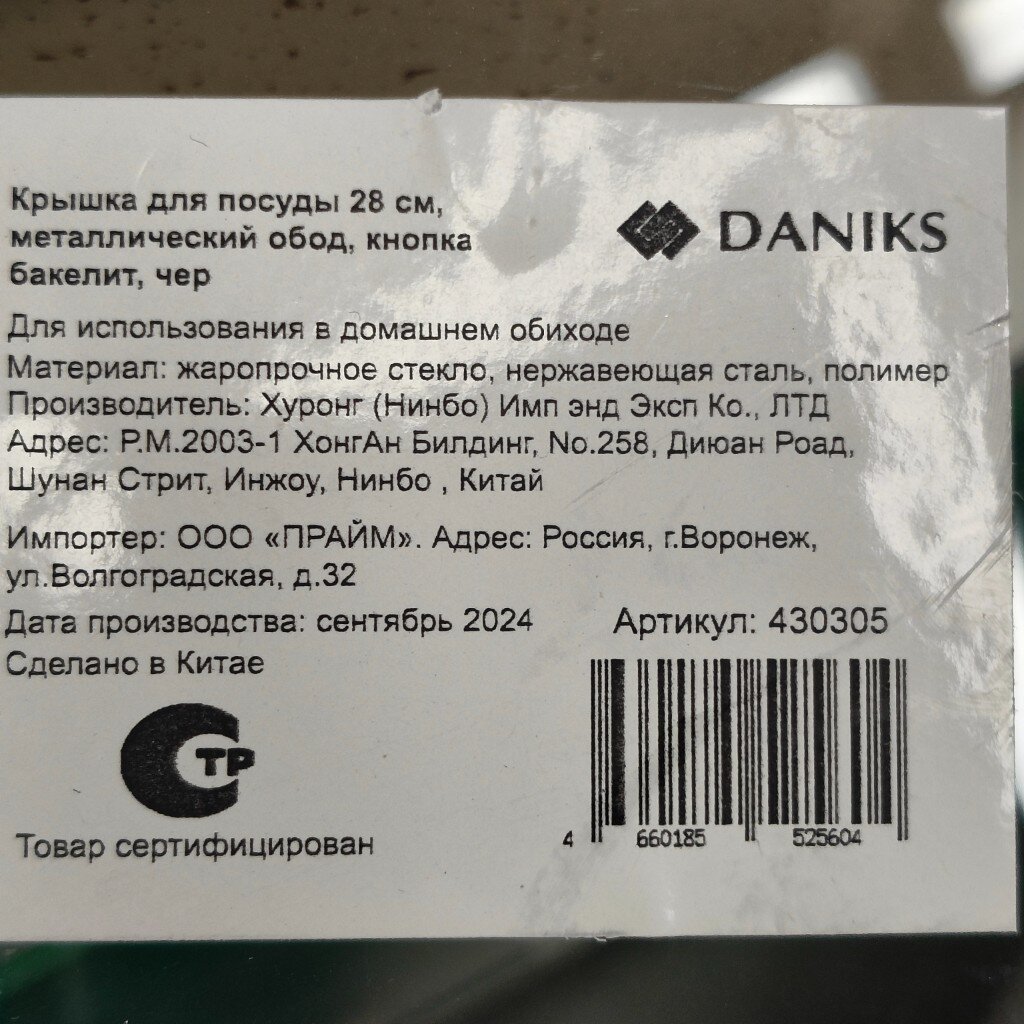 Крышка для посуды 28 см,
металлический обод, кнопка
бакелит, чер
DANIKS
Для использования в домашнем обиходе
Материал: жаропрочное стекло, нержавеющая сталь, полимер
Производитель: Хуронг (Нинбо) Имп энд Эксп Ко., ЛТД
Адрес: Р.М.2003-1 ХонгАн Билдинг, No.258, Диюан Роад,
Шунан Стрит, Инжоу, Нинбо , Китай
Импортер: ООО «ПРАЙМ». Адрес: Россия, г.Воронеж,
ул.Волгоградская, д.32
Дата производства: сентябрь 2024
Артикул: 430305
Сделано в Китае
СТР
Товар сертифицирован
4 660185 525604